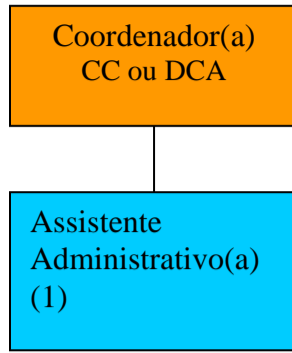 Coordenador(a)
CC ou DCA
Assistente
Administrativo(a)
(1)